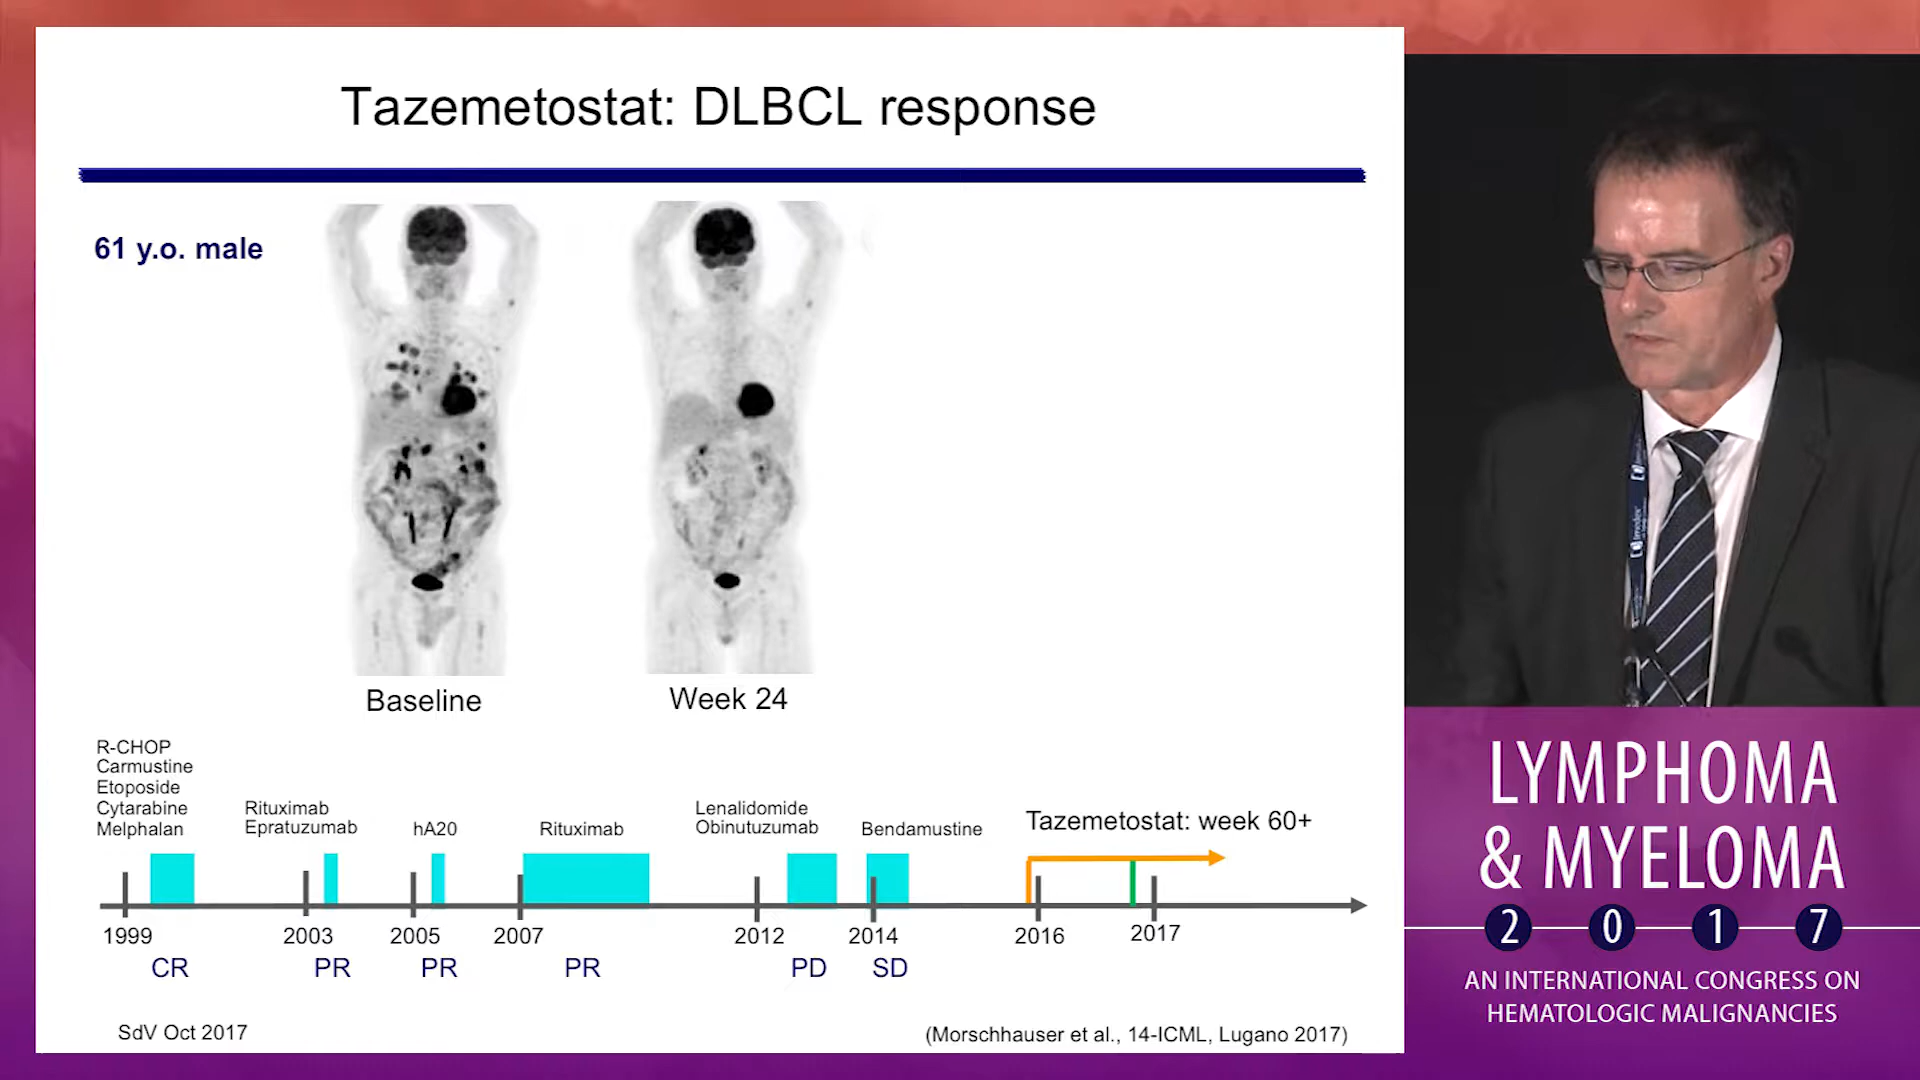 Tazemetostat: DLBCL response
61 y.o. male
Baseline
Week 24
R-CHOP
Carmustine
Etoposide
Cytarabine
Melphalan
Rituximab
Epratuzumab
hA20
Rituximab
Lenalidomide
Obinutuzumab
Bendamustine
Tazemetostat: week 60+
1999
2003
2005
2007
2012
2014
2016
2017
CR
PR
PR
PR
PD
SD
SdV Oct 2017
(Morschhauser et al., 14-ICML, Lugano 2017)
LYMPHOMA
& MYELOMA
2 0 1 7
AN INTERNATIONAL CONGRESS ON
HEMATOLOGIC MALIGNANCIES